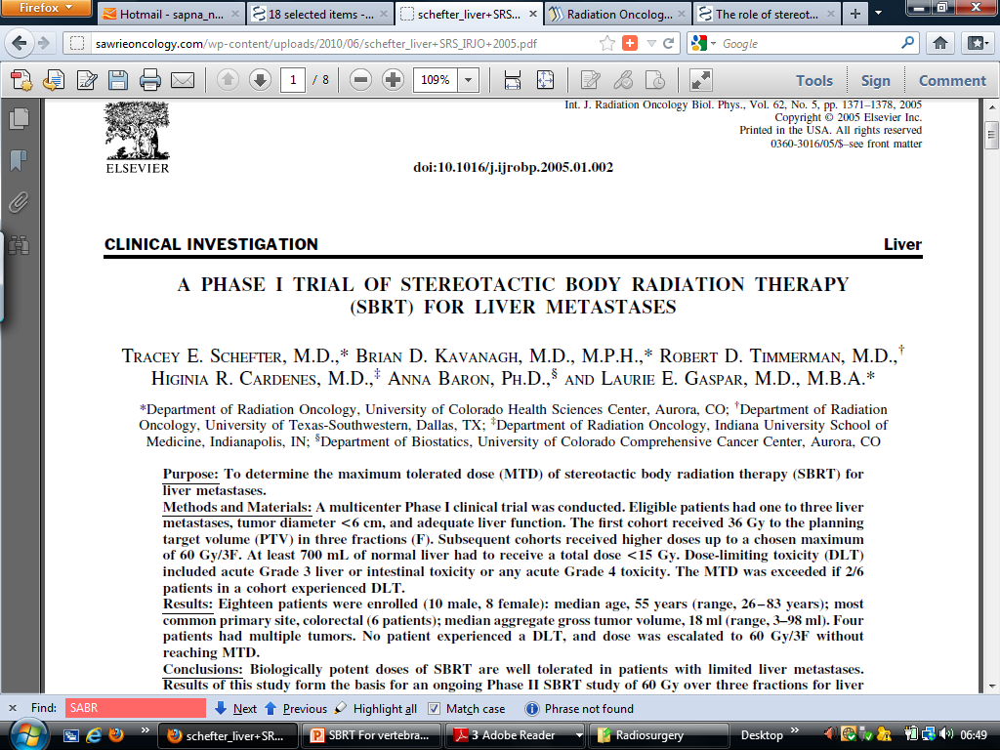 Firefox
Hotmail - sapna_n...
18 selected items -...
schefter_liver+SRS...
Radiation Oncolog...
The role of stereot...
sawrieoncology.com/wp-content/uploads/2010/06/schefter_liver+SRS_IRJO+2005.pdf
Google
1 / 8
109%
Tools
Sign
Comment
ELSEVIER
Int. J. Radiation Oncology Biol. Phys., Vol. 62, No. 5, pp. 1371–1378, 2005
Copyright © 2005 Elsevier Inc.
Printed in the USA. All rights reserved
0360-3016/05/$–see front matter
doi:10.1016/j.ijrobp.2005.01.002
CLINICAL INVESTIGATION
Liver
A PHASE I TRIAL OF STEREOTACTIC BODY RADIATION THERAPY
(SBRT) FOR LIVER METASTASES
Tracey E. Schefter, M.D.,* Brian D. Kavanagh, M.D., M.P.H.,* Robert D. Timmerman, M.D.,†
Higinia R. Cardenes, M.D.,‡ Anna Baron, Ph.D.,§ and Laurie E. Gaspar, M.D., M.B.A.*
*Department of Radiation Oncology, University of Colorado Health Sciences Center, Aurora, CO; †Department of Radiation
Oncology, University of Texas-Southwestern, Dallas, TX; ‡Department of Radiation Oncology, Indiana University School of
Medicine, Indianapolis, IN; §Department of Biostatics, University of Colorado Comprehensive Cancer Center, Aurora, CO
Purpose: To determine the maximum tolerated dose (MTD) of stereotactic body radiation therapy (SBRT) for
liver metastases.
Methods and Materials: A multicenter Phase I clinical trial was conducted. Eligible patients had one to three liver
metastases, tumor diameter <6 cm, and adequate liver function. The first cohort received 36 Gy to the planning
target volume (PTV) in three fractions (F). Subsequent cohorts received higher doses up to a chosen maximum
of 60 Gy/3F. At least 700 mL of normal liver had to receive a total dose <15 Gy. Dose-limiting toxicity (DLT)
included acute Grade 3 liver or intestinal toxicity or any acute Grade 4 toxicity. The MTD was exceeded if 2/6
patients in a cohort experienced DLT.
Results: Eighteen patients were enrolled (10 male, 8 female): median age, 55 years (range, 26–83 years); most
common primary site, colorectal (6 patients); median aggregate gross tumor volume, 18 ml (range, 3–98 ml). Four
patients had multiple tumors. No patient experienced a DLT, and dose was escalated to 60 Gy/3F without
reaching MTD.
Conclusions: Biologically potent doses of SBRT are well tolerated in patients with limited liver metastases.
Results of this study form the basis for an ongoing Phase II SBRT study of 60 Gy over three fractions for liver
Find:
SABR
Next
Previous
Highlight all
Match case
Phrase not found
schefter_liver+SR...
SBRT For vertebra...
3 Adobe Reader
Radiosurgery
Desktop
06:49